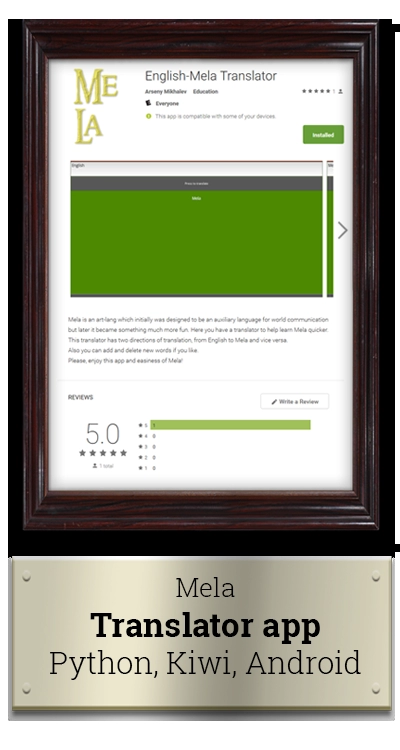 ME
LA
English-Mela Translator
Arseny Mikhalev Education
1
Everyone
This app is compatible with some of your devices.
Installed
English
Press to translate
Mela
Mela is an art-lang which initially was designed to be an auxiliary language for world communication
but later it became something much more fun. Here you have a translator to help learn Mela quicker.
This translator has two directions of translation, from English to Mela and vice versa.
Also you can add and delete new words if you like.
Please, enjoy this app and easiness of Mela!
REVIEWS
Write a Review
5.0
1 total
5 1
4 0
3 0
2 0
1 0
Mela
Translator app
Python, Kiwi, Android